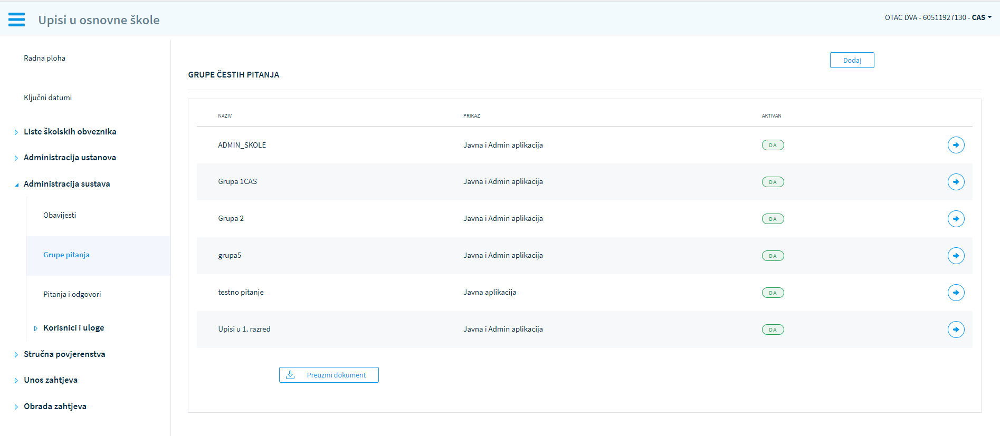 Upisi u osnovne škole
OTAC DVA - 60511927130 - CAS
Radna ploha
Ključni datumi
Liste školskih obveznika
Administracija ustanova
Administracija sustava
Obavijesti
Grupe pitanja
Pitanja i odgovori
Korisnici i uloge
Stručna povjerenstva
Unos zahtjeva
Obrada zahtjeva
Dodaj
GRUPE ČESTIH PITANJA
NAZIV PRIKAZ AKTIVAN
ADMIN_SKOLE Javna i Admin aplikacija DA
Grupa 1CAS Javna i Admin aplikacija DA
Grupa 2 Javna i Admin aplikacija DA
grupa5 Javna i Admin aplikacija DA
testno pitanje Javna aplikacija DA
Upisi u 1. razred Javna i Admin aplikacija DA
Preuzmi dokument